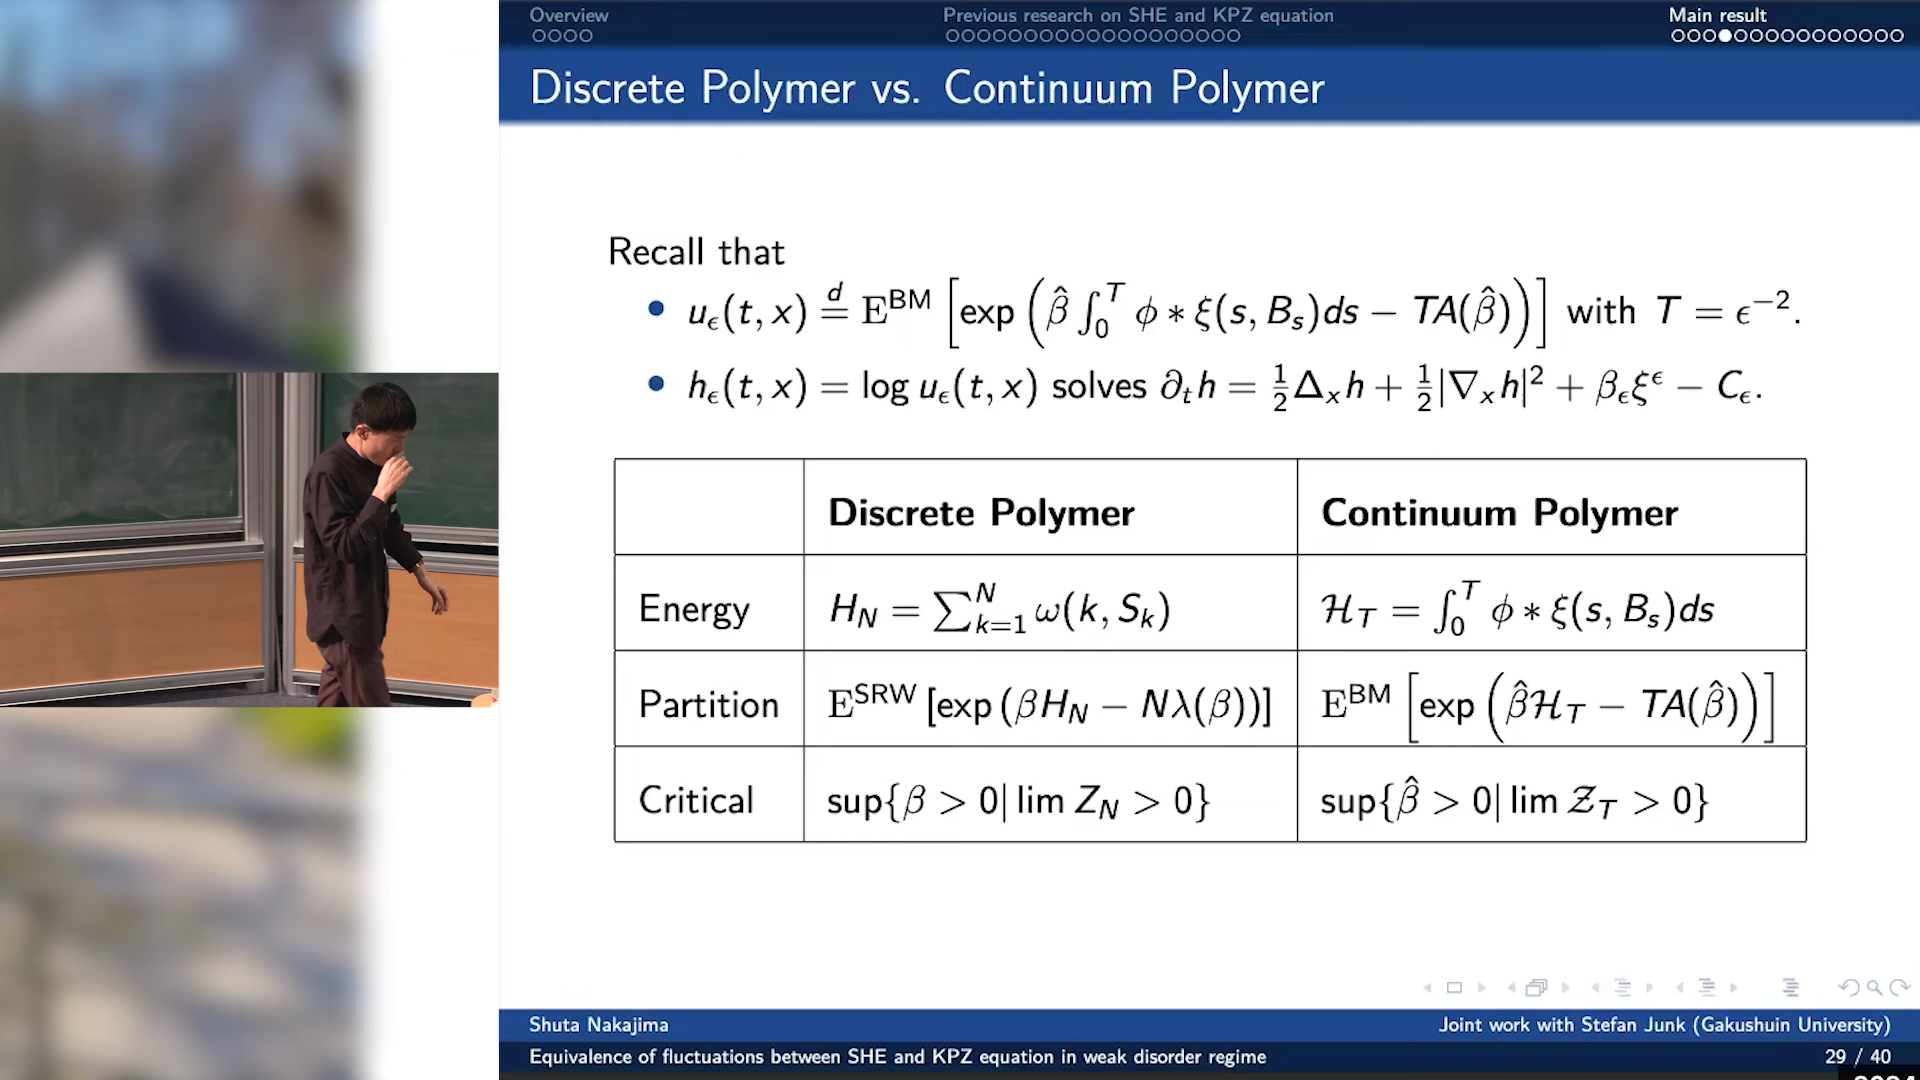 Overview
Previous research on SHE and KPZ equation
Main result
Discrete Polymer vs. Continuum Polymer
Recall that
• u_ϵ(t, x) \stackrel{d}{=} E^{BM} [exp (β̂ ∫_0^T ϕ * ξ(s, B_s)ds − TA(β̂))] with T = ϵ^{−2}.
• h_ϵ(t, x) = log u_ϵ(t, x) solves ∂_t h = ½Δ_x h + ½|∇_x h|² + β_ϵ ξ^ϵ − C_ϵ.
Discrete Polymer Continuum Polymer
Energy H_N = ∑_{k=1}^N ω(k, S_k) ℋ_T = ∫_0^T ϕ * ξ(s, B_s)ds
Partition E^{SRW} [exp (βH_N − Nλ(β))] E^{BM} [exp (β̂ℋ_T − TA(β̂))]
Critical sup{β > 0| lim Z_N > 0} sup{β̂ > 0| lim 𝒵_T > 0}
Shuta Nakajima
Joint work with Stefan Junk (Gakushuin University)
Equivalence of fluctuations between SHE and KPZ equation in weak disorder regime
29 / 40